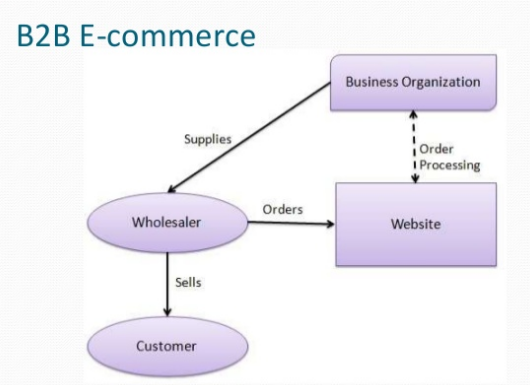 B2B E-commerce
Business Organization
Supplies
Order
Processing
Wholesaler
Orders
Website
Sells
Customer